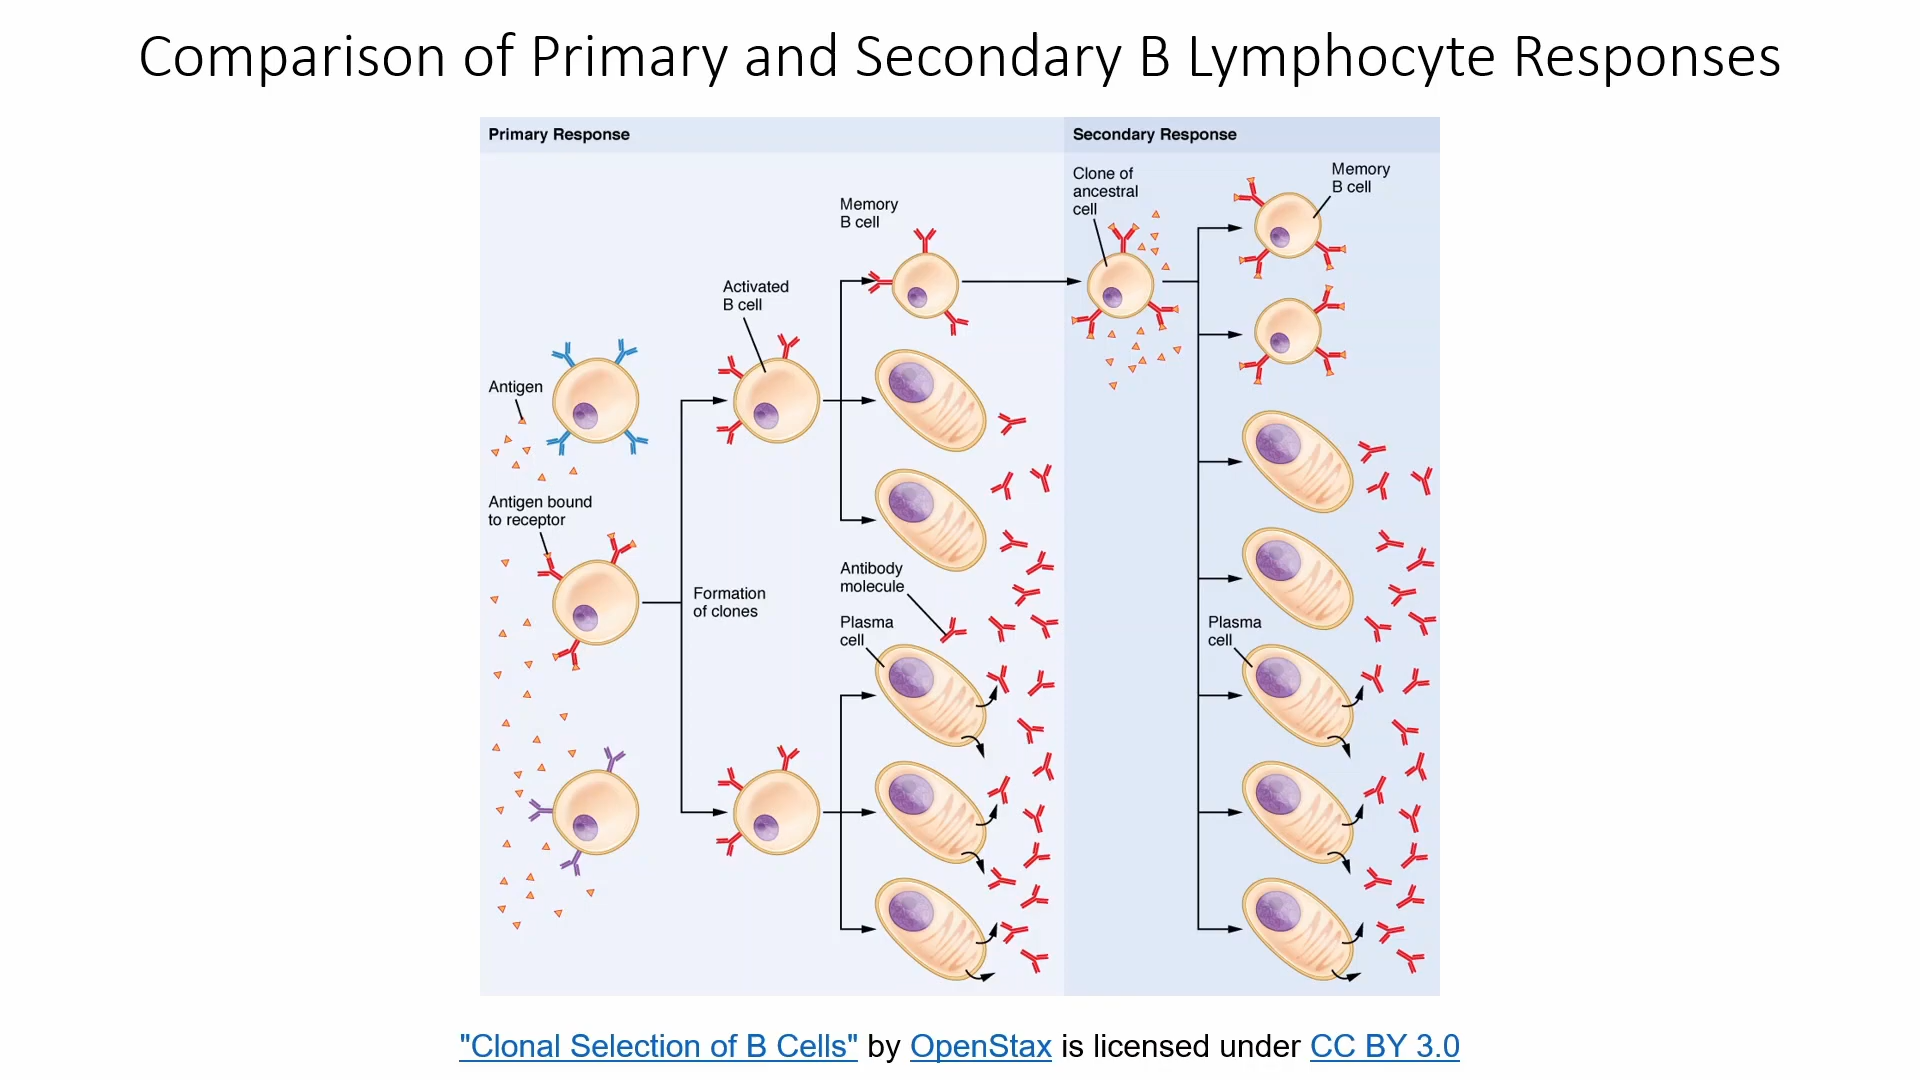 Comparison of Primary and Secondary B Lymphocyte Responses
Primary Response
Secondary Response
Clone of
ancestral
cell
Memory
B cell
Memory
B cell
Activated
B cell
Antigen
Antigen bound
to receptor
Formation
of clones
Antibody
molecule
Plasma
cell
Plasma
cell
"Clonal Selection of B Cells" by OpenStax is licensed under CC BY 3.0